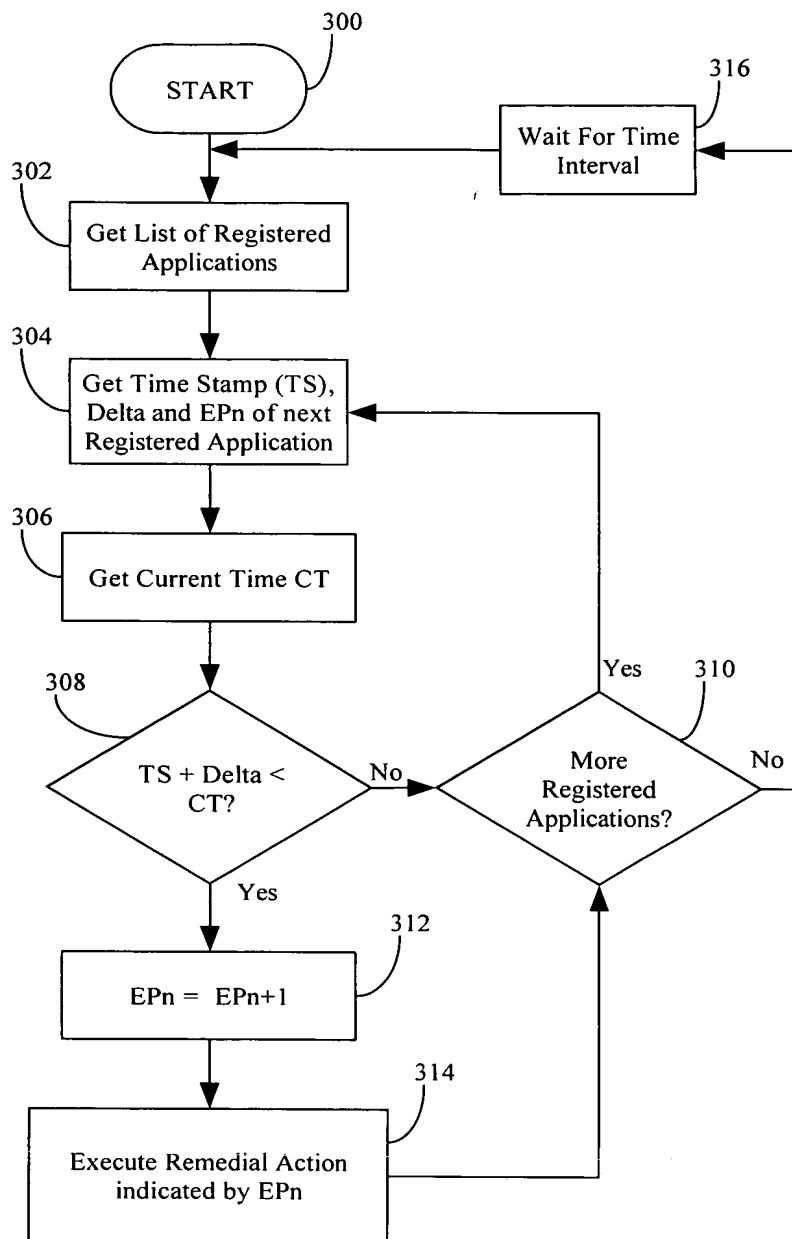 300
START
316
Wait For Time
Interval
302
Get List of Registered
Applications
304
Get Time Stamp (TS),
Delta and EPn of next
Registered Application
306
Get Current Time CT
308
TS + Delta <
CT?
No
Yes
310
More
Registered
Applications?
Yes
No
312
EPn = EPn+1
314
Execute Remedial Action
indicated by EPn